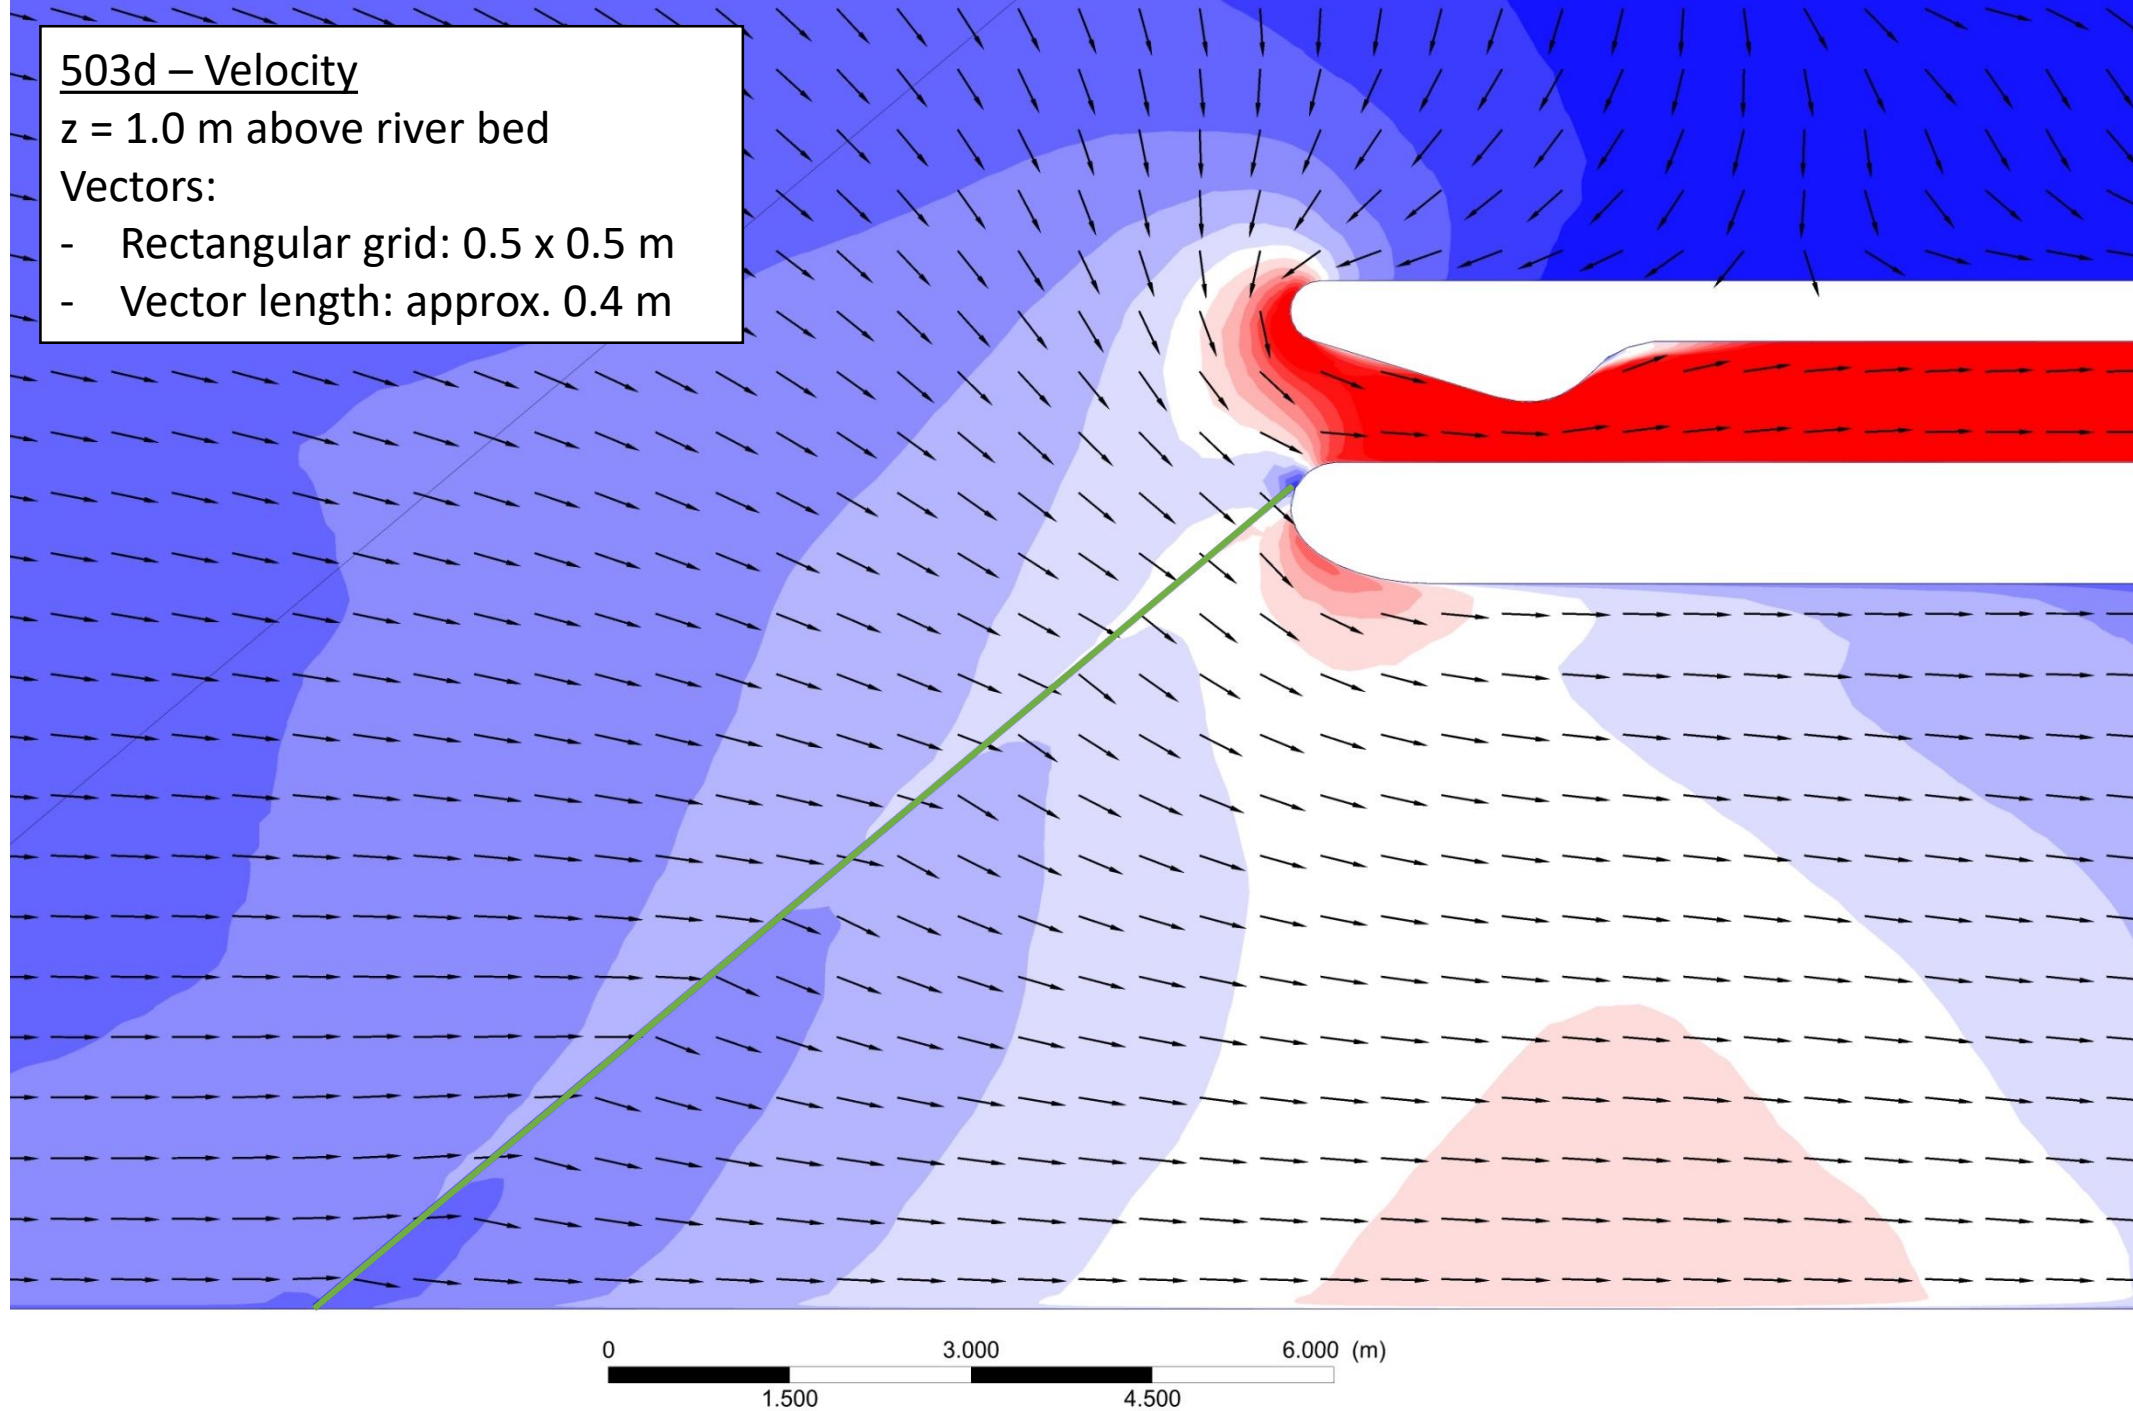 503d – Velocity
z = 1.0 m above river bed
Vectors:
- Rectangular grid: 0.5 x 0.5 m
- Vector length: approx. 0.4 m
0 3.000 6.000 (m)
1.500 4.500